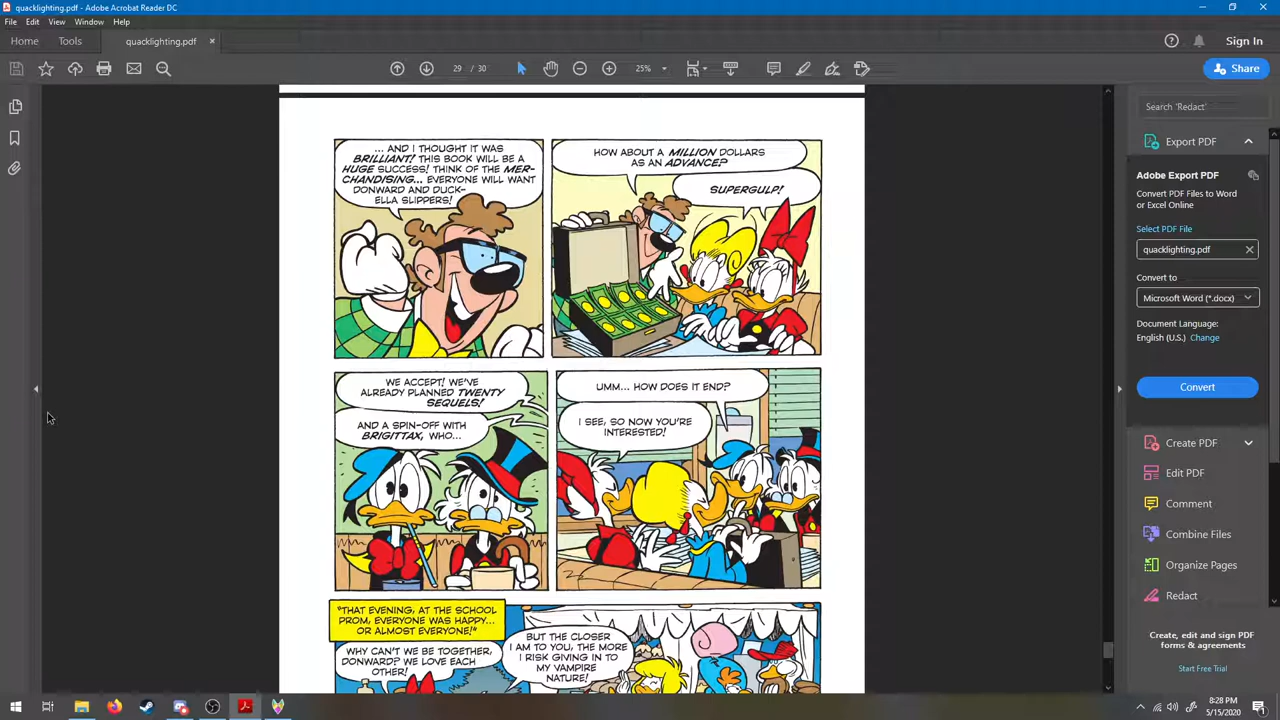 quacklighting.pdf - Adobe Acrobat Reader DC
File Edit View Window Help
Home Tools quacklighting.pdf Sign In
29 / 30 25% Share
... AND I THOUGHT IT WAS
BRILLIANT! THIS BOOK WILL BE A
HUGE SUCCESS! THINK OF THE MER-
CHANDISING... EVERYONE WILL WANT
DONWARD AND DUCK-
ELLA SLIPPERS!
HOW ABOUT A MILLION DOLLARS
AS AN ADVANCE?
SUPERGULP!
WE ACCEPT! WE'VE
ALREADY PLANNED TWENTY
SEQUELS!
AND A SPIN-OFF WITH
BRIGITTAX, WHO...
UMM... HOW DOES IT END?
I SEE, SO NOW YOU'RE
INTERESTED!
"THAT EVENING, AT THE SCHOOL
PROM, EVERYONE WAS HAPPY...
OR ALMOST EVERYONE!"
WHY CAN'T WE BE TOGETHER,
DONWARD? WE LOVE EACH
OTHER!
BUT THE CLOSER
I AM TO YOU, THE MORE
I RISK GIVING IN TO
MY VAMPIRE
NATURE!
Search 'Redact'
Export PDF
Adobe Export PDF
Convert PDF Files to Word
or Excel Online
Select PDF File
quacklighting.pdf
Convert to
Microsoft Word (*.docx)
Document Language:
English (U.S.) Change
Convert
Create PDF
Edit PDF
Comment
Combine Files
Organize Pages
Redact
Create, edit and sign PDF
forms & agreements
Start Free Trial
8:28 PM
5/15/2020